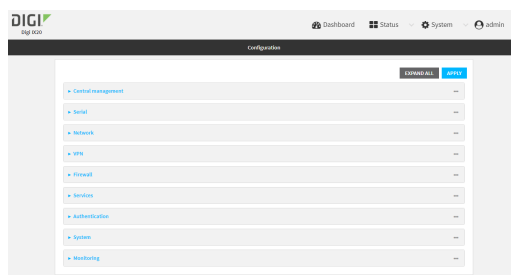 DIGI
Digi IX20
Dashboard
Status
System
admin
Configuration
EXPAND ALL
APPLY
Central management
Serial
Network
VPN
Firewall
Services
Authentication
System
Monitoring